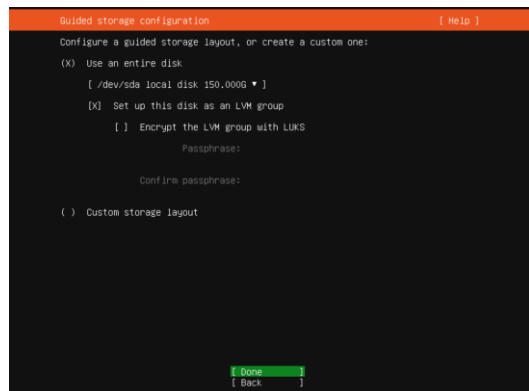 Guided storage configuration [ Help ]
Configure a guided storage layout, or create a custom one:
(X) Use an entire disk
[ /dev/sda local disk 150.000G ▾ ]
[X] Set up this disk as an LVM group
[ ] Encrypt the LVM group with LUKS
Passphrase:
Confirm passphrase:
( ) Custom storage layout
[ Done ]
[ Back ]